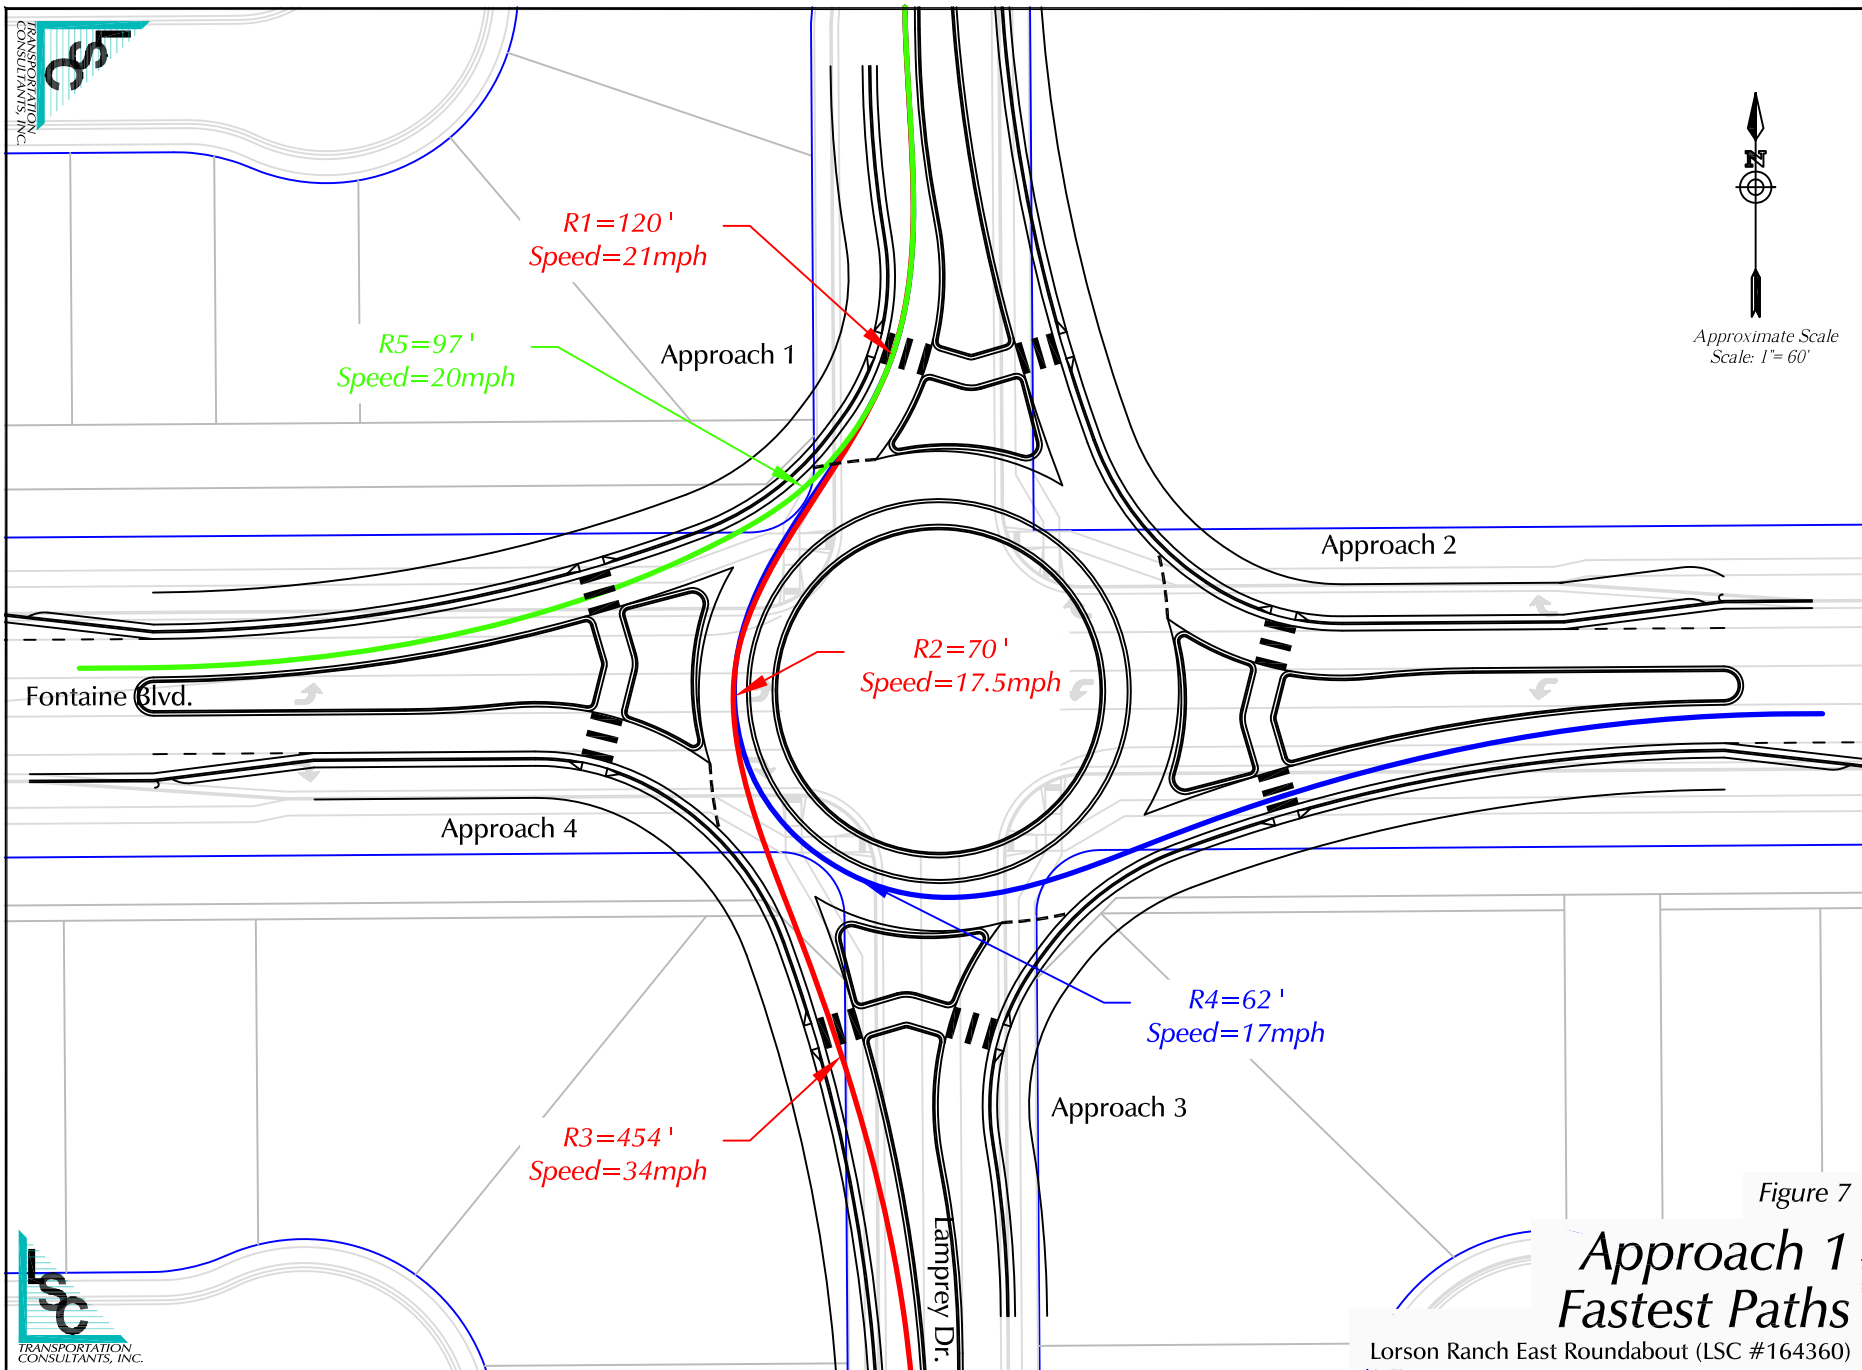 LSC
TRANSPORTATION
CONSULTANTS, INC.
R1=120'
Speed=21mph
N
Approximate Scale
Scale: 1"= 60'
R5=97'
Speed=20mph
Approach 1
Approach 2
R2=70'
Speed=17.5mph
Fontaine Blvd.
Approach 4
R4=62'
Speed=17mph
Approach 3
R3=454'
Speed=34mph
Lamprey Dr.
Figure 7
Approach 1
Fastest Paths
Lorson Ranch East Roundabout (LSC #164360)
LSC
TRANSPORTATION
CONSULTANTS, INC.